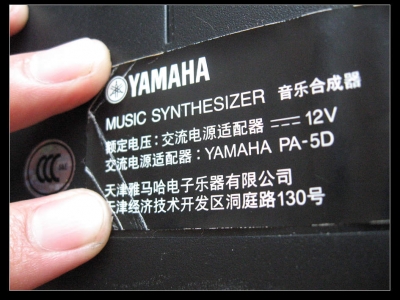 YAMAHA
MUSIC SYNTHESIZER 音乐合成器
额定电压：交流电源适配器 ⎓ 12V
交流电源适配器：YAMAHA PA-5D
天津雅马哈电子乐器有限公司
天津经济技术开发区洞庭路130号
CCC